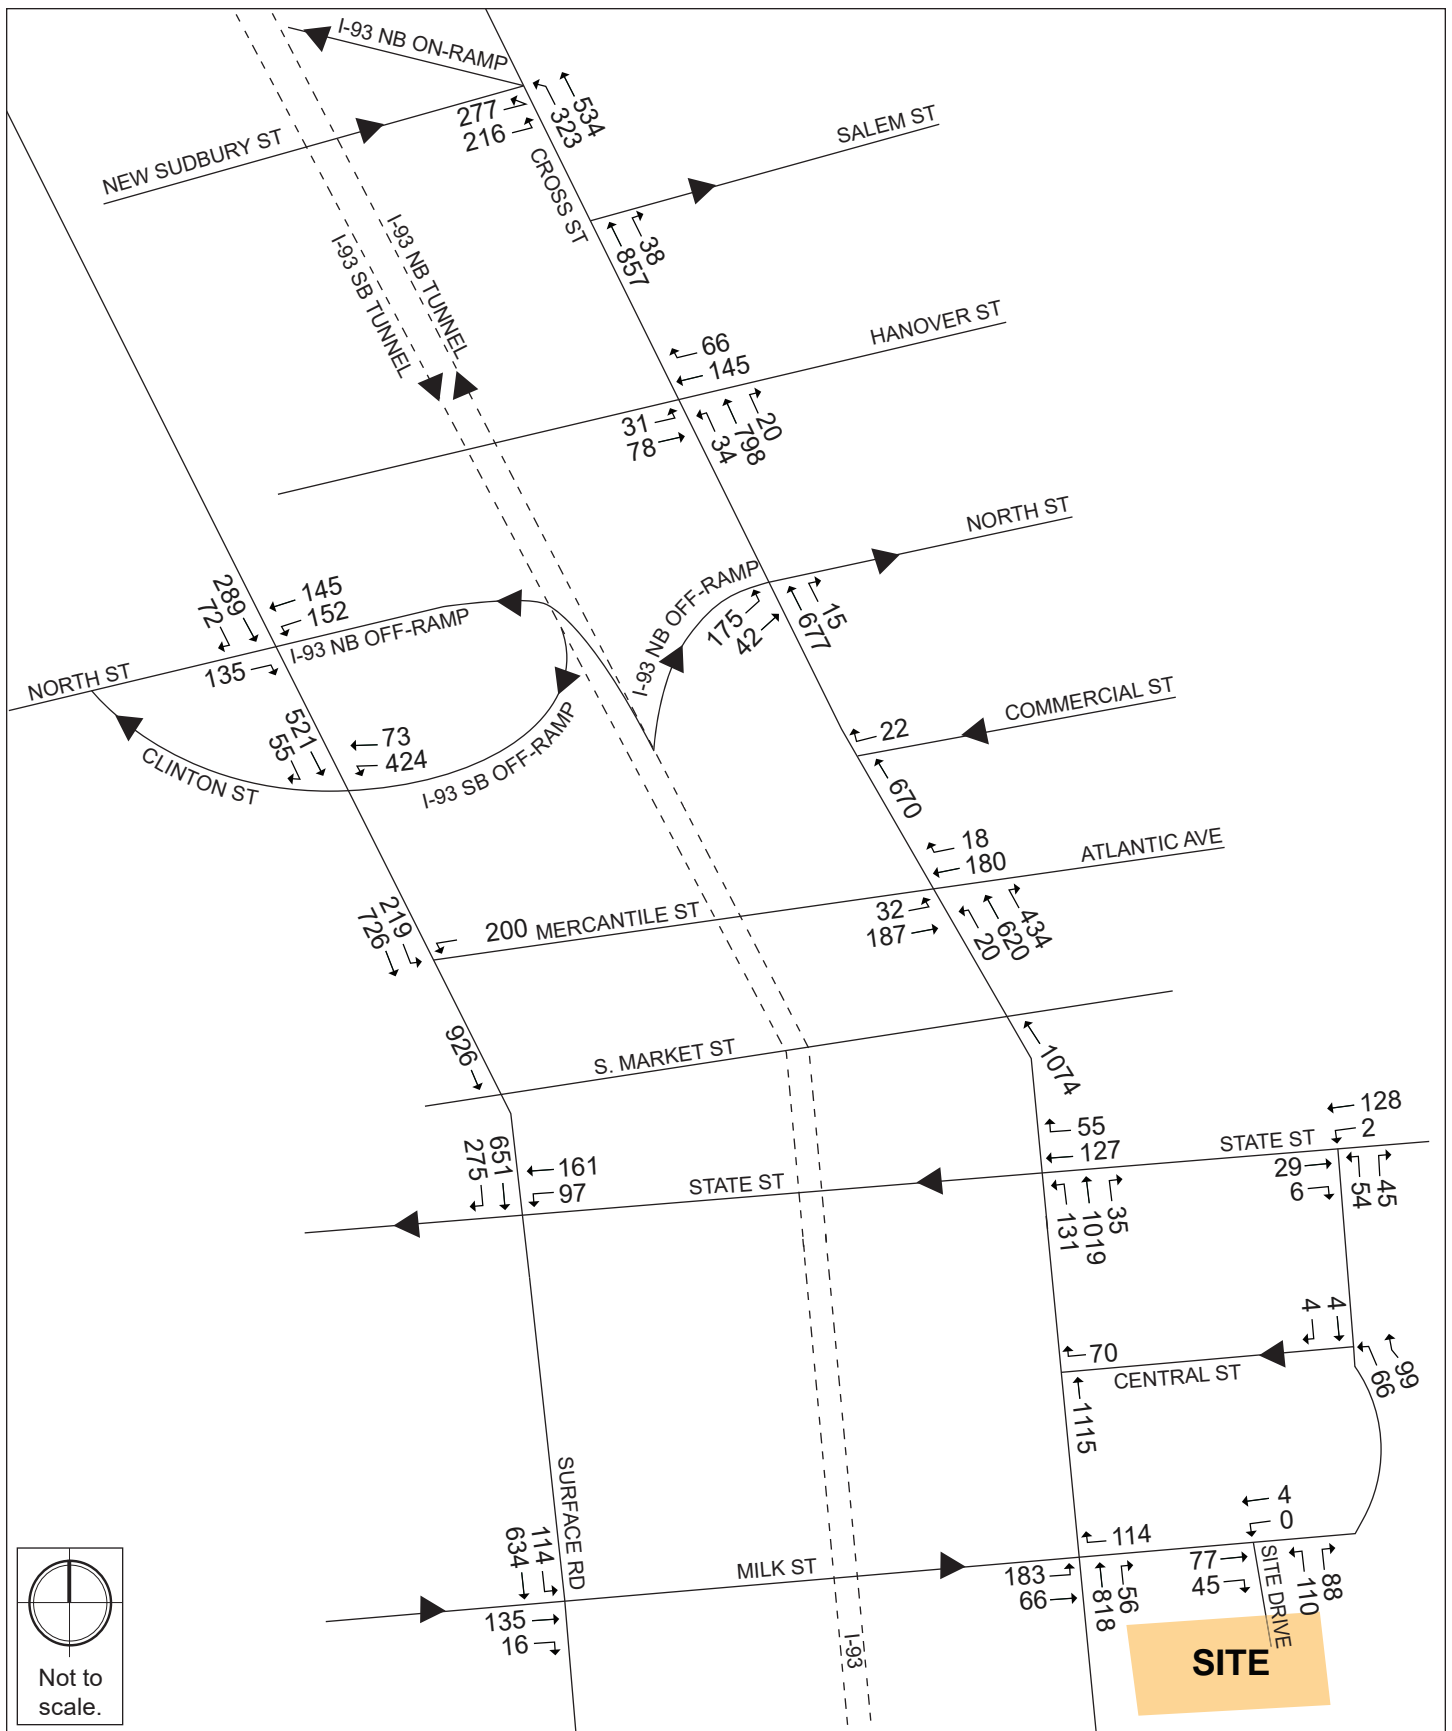 I-93 NB ON-RAMP
277
216
323
534
NEW SUDBURY ST
CROSS ST
SALEM ST
857
38
I-93 SB TUNNEL
I-93 NB TUNNEL
66
145
HANOVER ST
31
78
34
798
20
NORTH ST
289
72
145
152
I-93 NB OFF-RAMP
135
NORTH ST
I-93 NB OFF-RAMP
175
42
677
15
521
55
73
424
CLINTON ST
I-93 SB OFF-RAMP
22
COMMERCIAL ST
670
18
180
ATLANTIC AVE
219
726
200
MERCANTILE ST
32
187
20
620
434
926
S. MARKET ST
1074
275
651
161
97
STATE ST
55
127
STATE ST
128
2
29
6
54
45
131
1019
35
4
4
70
CENTRAL ST
66
99
1115
SURFACE RD
634
114
135
16
MILK ST
114
183
66
818
56
4
0
77
45
SITE DRIVE
110
88
I-93
SITE
Not to
scale.